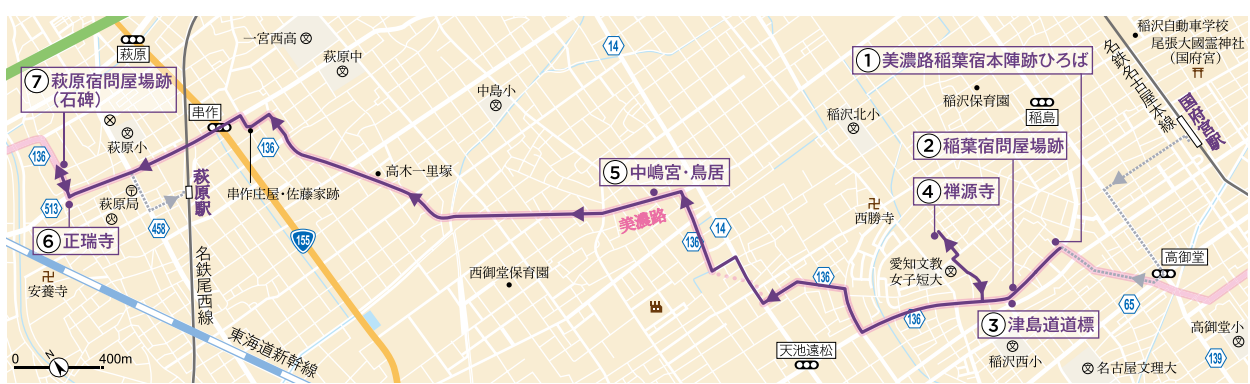 萩原
一宮西高
14
萩原中
稲沢自動車学校
尾張大國霊神社
(国府宮)
名鉄名古屋本線
国府宮駅
①美濃路稲葉宿本陣跡ひろば
⑦萩原宿問屋場跡
(石碑)
串作
中島小
稲沢北小
稲沢保育園
稲島
136
萩原小
136
②稲葉宿問屋場跡
高木一里塚
⑤中嶋宮・鳥居
④禅源寺
萩原駅
串作庄屋・佐藤家跡
513
萩原局
458
美濃路
14
136
西勝寺
⑥正瑞寺
155
名鉄尾西線
西御堂保育園
愛知文教
女子短大
高御堂
安養寺
136
136
65
③津島道道標
東海道新幹線
天池遠松
稲沢西小
名古屋文理大
高御堂小
139
0
N
400m